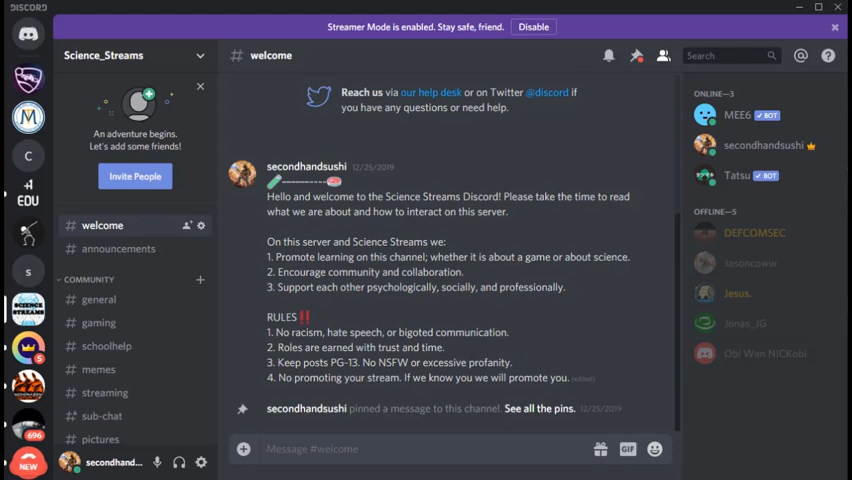 DISCORD
Streamer Mode is enabled. Stay safe, friend.
Disable
Science_Streams
# welcome
Search
An adventure begins.
Let's add some friends!
Invite People
# welcome
# announcements
COMMUNITY
# general
# gaming
# schoolhelp
# memes
# streaming
# sub-chat
# pictures
secondhand...
M
C
+1
EDU
s
SCIENCE
STREAMS
5
696
NEW
Reach us via our help desk or on Twitter @discord if
you have any questions or need help.
secondhandsushi 12/25/2019
Hello and welcome to the Science Streams Discord! Please take the time to read
what we are about and how to interact on this server.
On this server and Science Streams we:
1. Promote learning on this channel; whether it is about a game or about science.
2. Encourage community and collaboration.
3. Support each other psychologically, socially, and professionally.
RULES‼️
1. No racism, hate speech, or bigoted communication.
2. Roles are earned with trust and time.
3. Keep posts PG-13. No NSFW or excessive profanity.
4. No promoting your stream. If we know you we will promote you. (edited)
secondhandsushi pinned a message to this channel. See all the pins. 12/25/2019
Message #welcome
GIF
ONLINE—3
MEE6 ✓ BOT
secondhandsushi
Tatsu ✓ BOT
OFFLINE—5
DEFCOMSEC
Jasoncoww
Jesus.
Jonas_JG
Obi Wan NICKobi